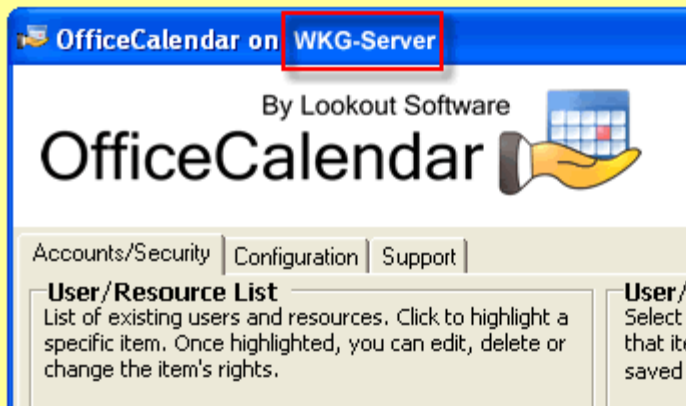 OfficeCalendar on WKG-Server
By Lookout Software
OfficeCalendar
Accounts/Security Configuration Support
User/Resource List
List of existing users and resources. Click to highlight a
specific item. Once highlighted, you can edit, delete or
change the item's rights.
User/
Select
that ite
saved